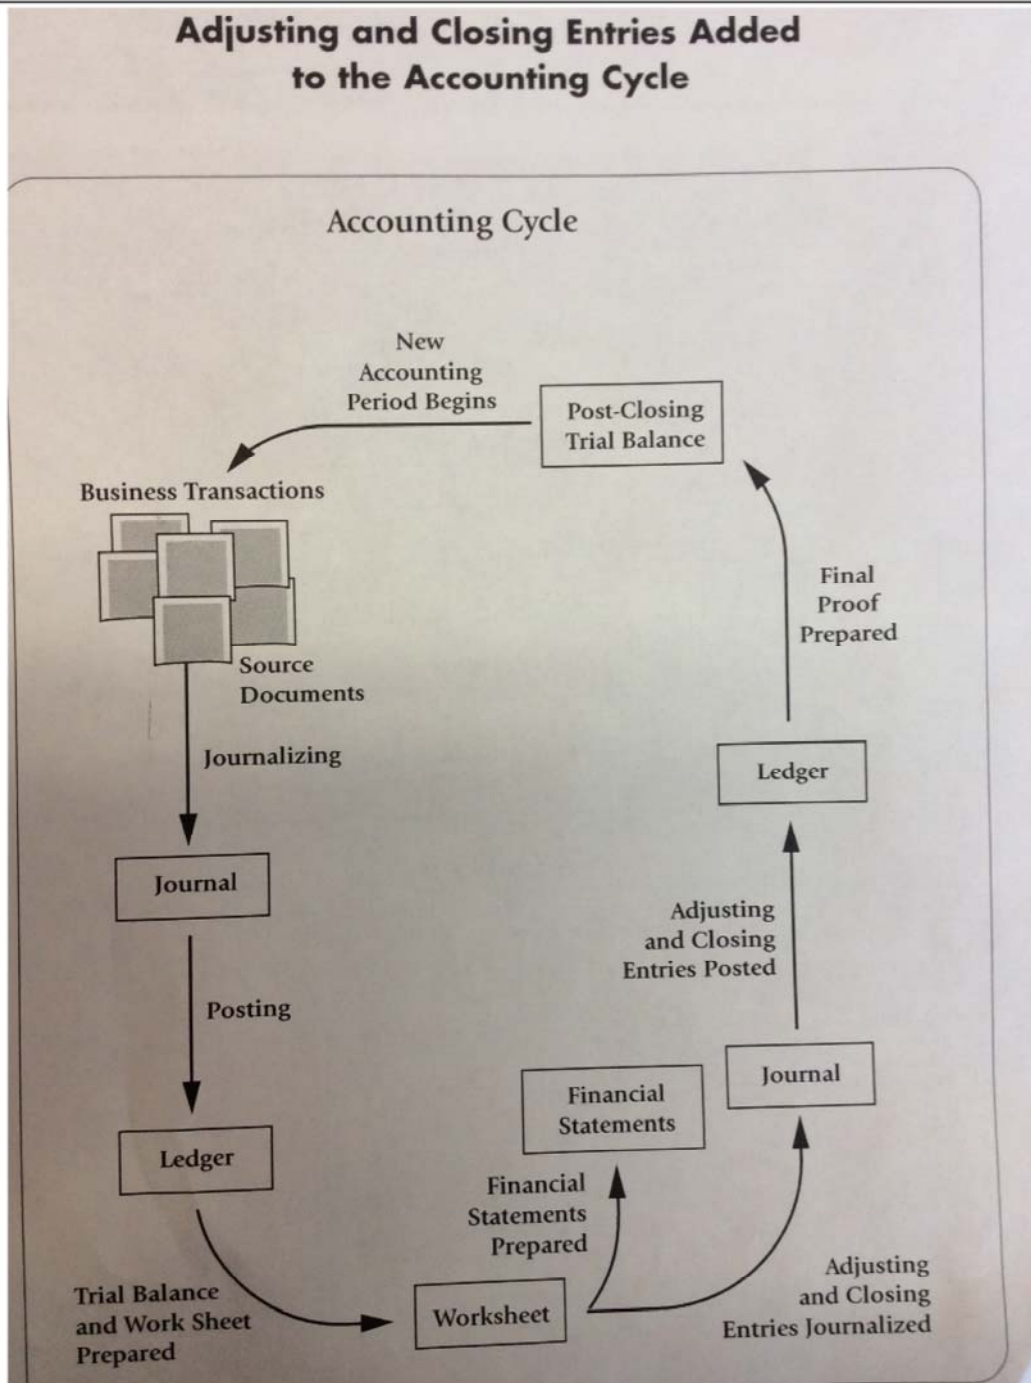 Adjusting and Closing Entries Added
to the Accounting Cycle
Accounting Cycle
New
Accounting
Period Begins
Post-Closing
Trial Balance
Business Transactions
Source
Documents
Final
Proof
Prepared
Journalizing
Ledger
Journal
Adjusting
and Closing
Entries Posted
Posting
Journal
Financial
Statements
Ledger
Financial
Statements
Prepared
Trial Balance
and Work Sheet
Prepared
Worksheet
Adjusting
and Closing
Entries Journalized